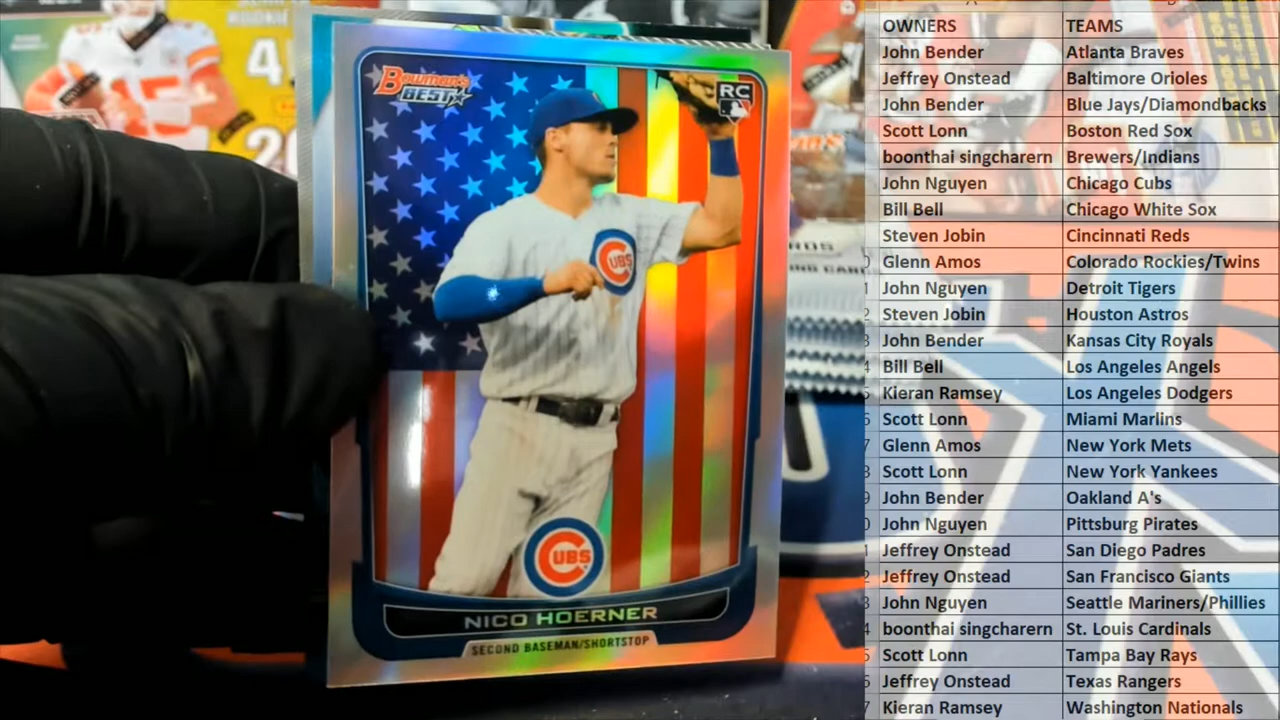 BOWMAN'S
BEST
RC
CUBS
CUBS
NICO HOERNER
SECOND BASEMAN/SHORTSTOP
OWNERS TEAMS
John Bender Atlanta Braves
Jeffrey Onstead Baltimore Orioles
John Bender Blue Jays/Diamondbacks
Scott Lonn Boston Red Sox
boonthai singcharern Brewers/Indians
John Nguyen Chicago Cubs
Bill Bell Chicago White Sox
Steven Jobin Cincinnati Reds
Glenn Amos Colorado Rockies/Twins
John Nguyen Detroit Tigers
Steven Jobin Houston Astros
John Bender Kansas City Royals
Bill Bell Los Angeles Angels
Kieran Ramsey Los Angeles Dodgers
Scott Lonn Miami Marlins
Glenn Amos New York Mets
Scott Lonn New York Yankees
John Bender Oakland A's
John Nguyen Pittsburg Pirates
Jeffrey Onstead San Diego Padres
Jeffrey Onstead San Francisco Giants
John Nguyen Seattle Mariners/Phillies
boonthai singcharern St. Louis Cardinals
Scott Lonn Tampa Bay Rays
Jeffrey Onstead Texas Rangers
Kieran Ramsey Washington Nationals